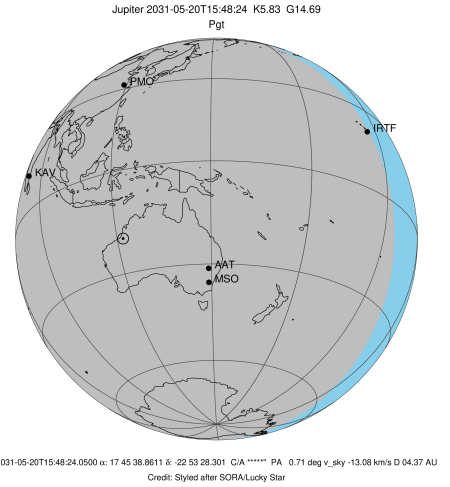 Jupiter 2031-05-20T15:48:24 K5.83 G14.69
Pgt
PMO
IRTF
KAV
AAT
MSO
031-05-20T15:48:24.0500 α: 17 45 38.8611 δ: -22 53 28.301 C/A *****" PA 0.71 deg v_sky -13.08 km/s D 04.37 AU
Credit: Styled after SORA/Lucky Star